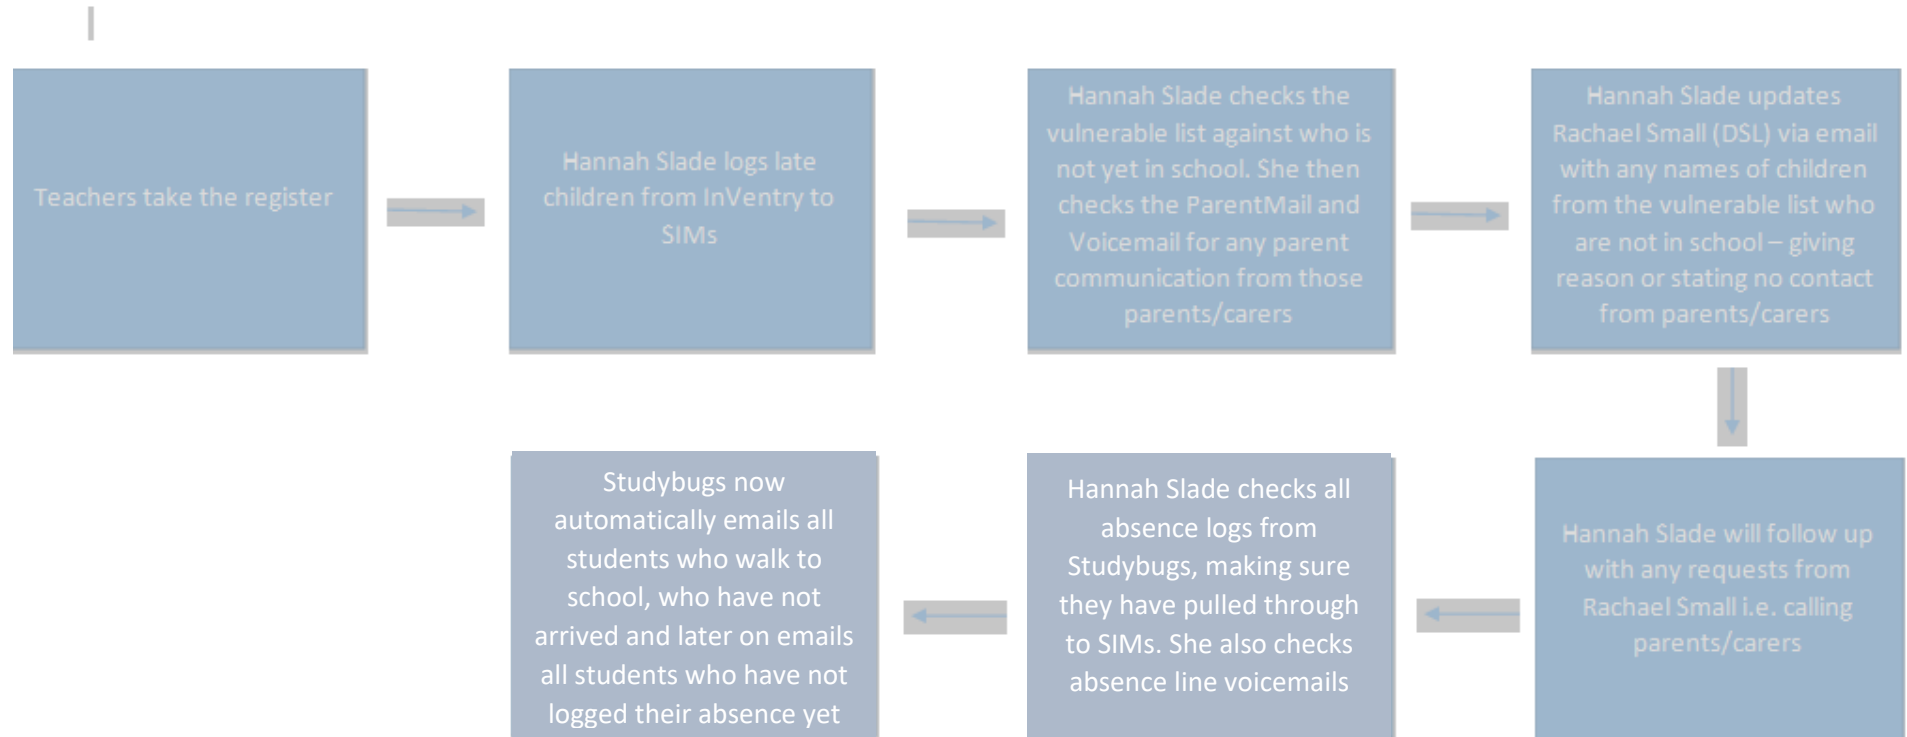 Teachers take the register
Hannah Slade logs late
children from InVentry to
SIMs
Hannah Slade checks the
vulnerable list against who is
not yet in school. She then
checks the ParentMail and
Voicemail for any parent
communication from those
parents/carers
Hannah Slade updates
Rachael Small (DSL) via email
with any names of children
from the vulnerable list who
are not in school – giving
reason or stating no contact
from parents/carers
Hannah Slade will follow up
with any requests from
Rachael Small i.e. calling
parents/carers
Hannah Slade checks all
absence logs from
Studybugs, making sure
they have pulled through
to SIMs. She also checks
absence line voicemails
Studybugs now
automatically emails all
students who walk to
school, who have not
arrived and later on emails
all students who have not
logged their absence yet